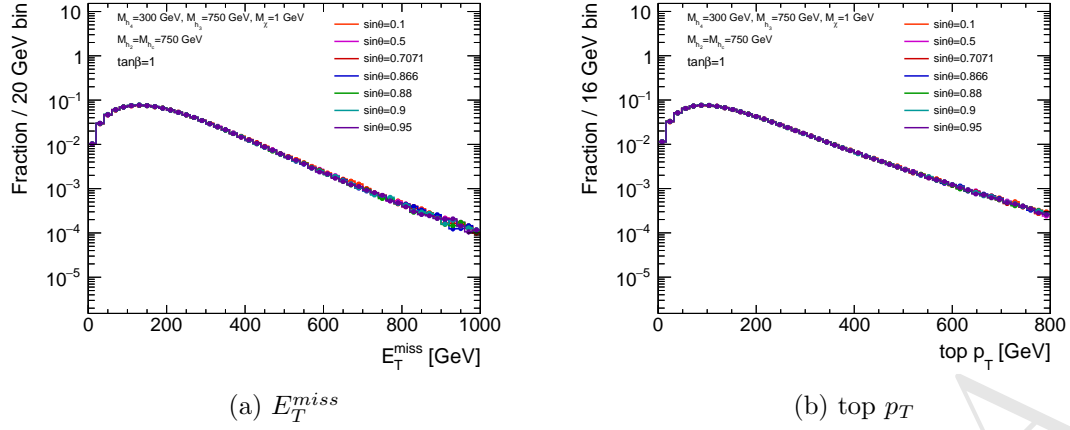 Fraction / 20 GeV bin
M_{h_4}=300 GeV, M_{h_3}=750 GeV, M_χ=1 GeV
M_{h_2}=M_{h_c}=750 GeV
tanβ=1
sinθ=0.1
sinθ=0.5
sinθ=0.7071
sinθ=0.866
sinθ=0.88
sinθ=0.9
sinθ=0.95
10
1
10^{−1}
10^{−2}
10^{−3}
10^{−4}
10^{−5}
0 200 400 600 800 1000
E_T^{miss} [GeV]
(a) E_T^{miss}
Fraction / 16 GeV bin
M_{h_4}=300 GeV, M_{h_3}=750 GeV, M_χ=1 GeV
M_{h_2}=M_{h_c}=750 GeV
tanβ=1
sinθ=0.1
sinθ=0.5
sinθ=0.7071
sinθ=0.866
sinθ=0.88
sinθ=0.9
sinθ=0.95
10
1
10^{−1}
10^{−2}
10^{−3}
10^{−4}
10^{−5}
0 200 400 600 800
top p_T [GeV]
(b) top p_T